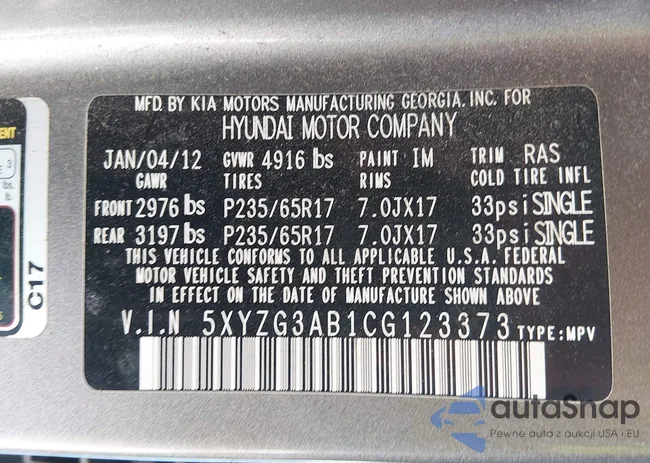 MFD. BY KIA MOTORS MANUFACTURING GEORGIA. INC. FOR
HYUNDAI MOTOR COMPANY
JAN/04/12 GVWR 4916 lbs PAINT IM TRIM RAS
GAWR TIRES RIMS COLD TIRE INFL
FRONT 2976 lbs P235/65R17 7.0JX17 33psi SINGLE
REAR 3197 lbs P235/65R17 7.0JX17 33psi SINGLE
THIS VEHICLE CONFORMS TO ALL APPLICABLE U.S.A. FEDERAL
MOTOR VEHICLE SAFETY AND THEFT PREVENTION STANDARDS
IN EFFECT ON THE DATE OF MANUFACTURE SHOWN ABOVE
V.I.N 5XYZG3AB1CG123373 TYPE:MPV
C17
autaSnap
Pewne auta z aukcji USA i EU